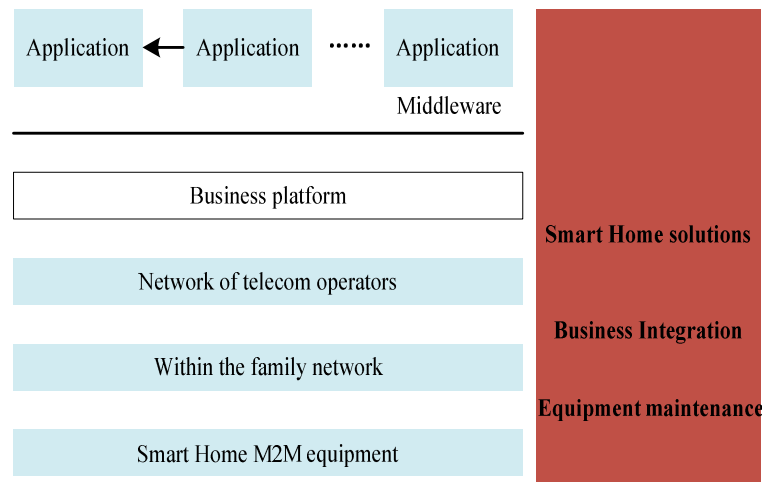 Application
Application
......
Application
Middleware
Business platform
Network of telecom operators
Within the family network
Smart Home M2M equipment
Smart Home solutions
Business Integration
Equipment maintenance